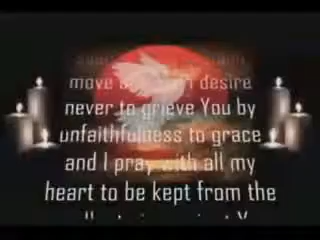 move desire
never to grieve You by
unfaithfulness to grace
and I pray with all my
heart to be kept from the